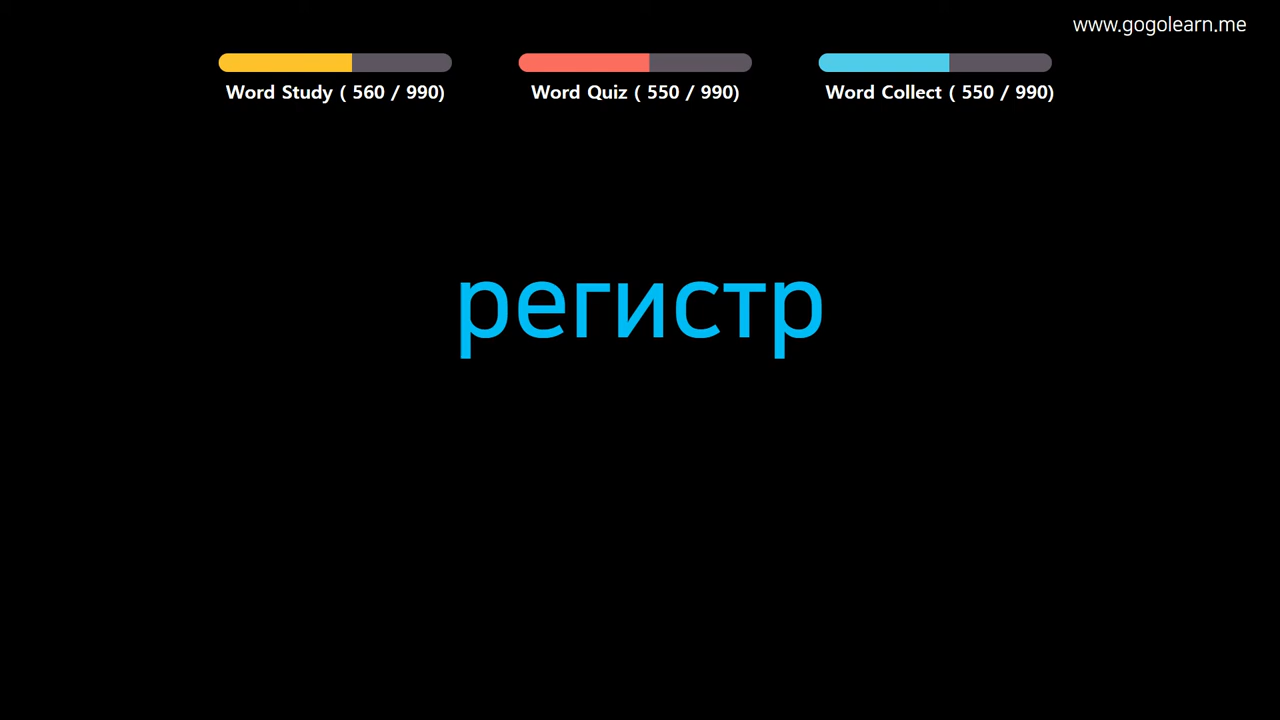 www.gogolearn.me
Word Study ( 560 / 990)
Word Quiz ( 550 / 990)
Word Collect ( 550 / 990)
регистр